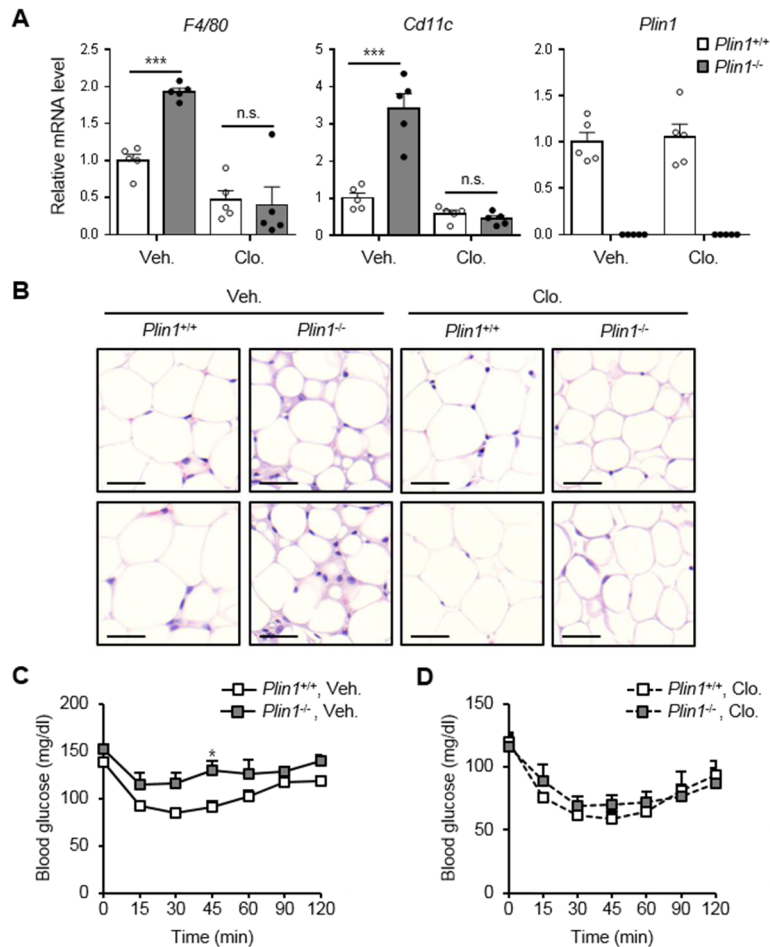 A
F4/80
Cd11c
Plin1
Plin1+/+
Plin1-/-
Relative mRNA level
2.5
2.0
1.5
1.0
0.5
0.0
***
n.s.
Veh.
Clo.
5
4
3
2
1
0
***
n.s.
Veh.
Clo.
2.0
1.5
1.0
0.5
0.0
Veh.
Clo.
B
Veh.
Clo.
Plin1+/+
Plin1-/-
Plin1+/+
Plin1-/-
C
Plin1+/+, Veh.
Plin1-/-, Veh.
Blood glucose (mg/dl)
200
150
100
50
0
*
0 15 30 45 60 90 120
Time (min)
D
Plin1+/+, Clo.
Plin1-/-, Clo.
Blood glucose (mg/dl)
150
100
50
0
0 15 30 45 60 90 120
Time (min)